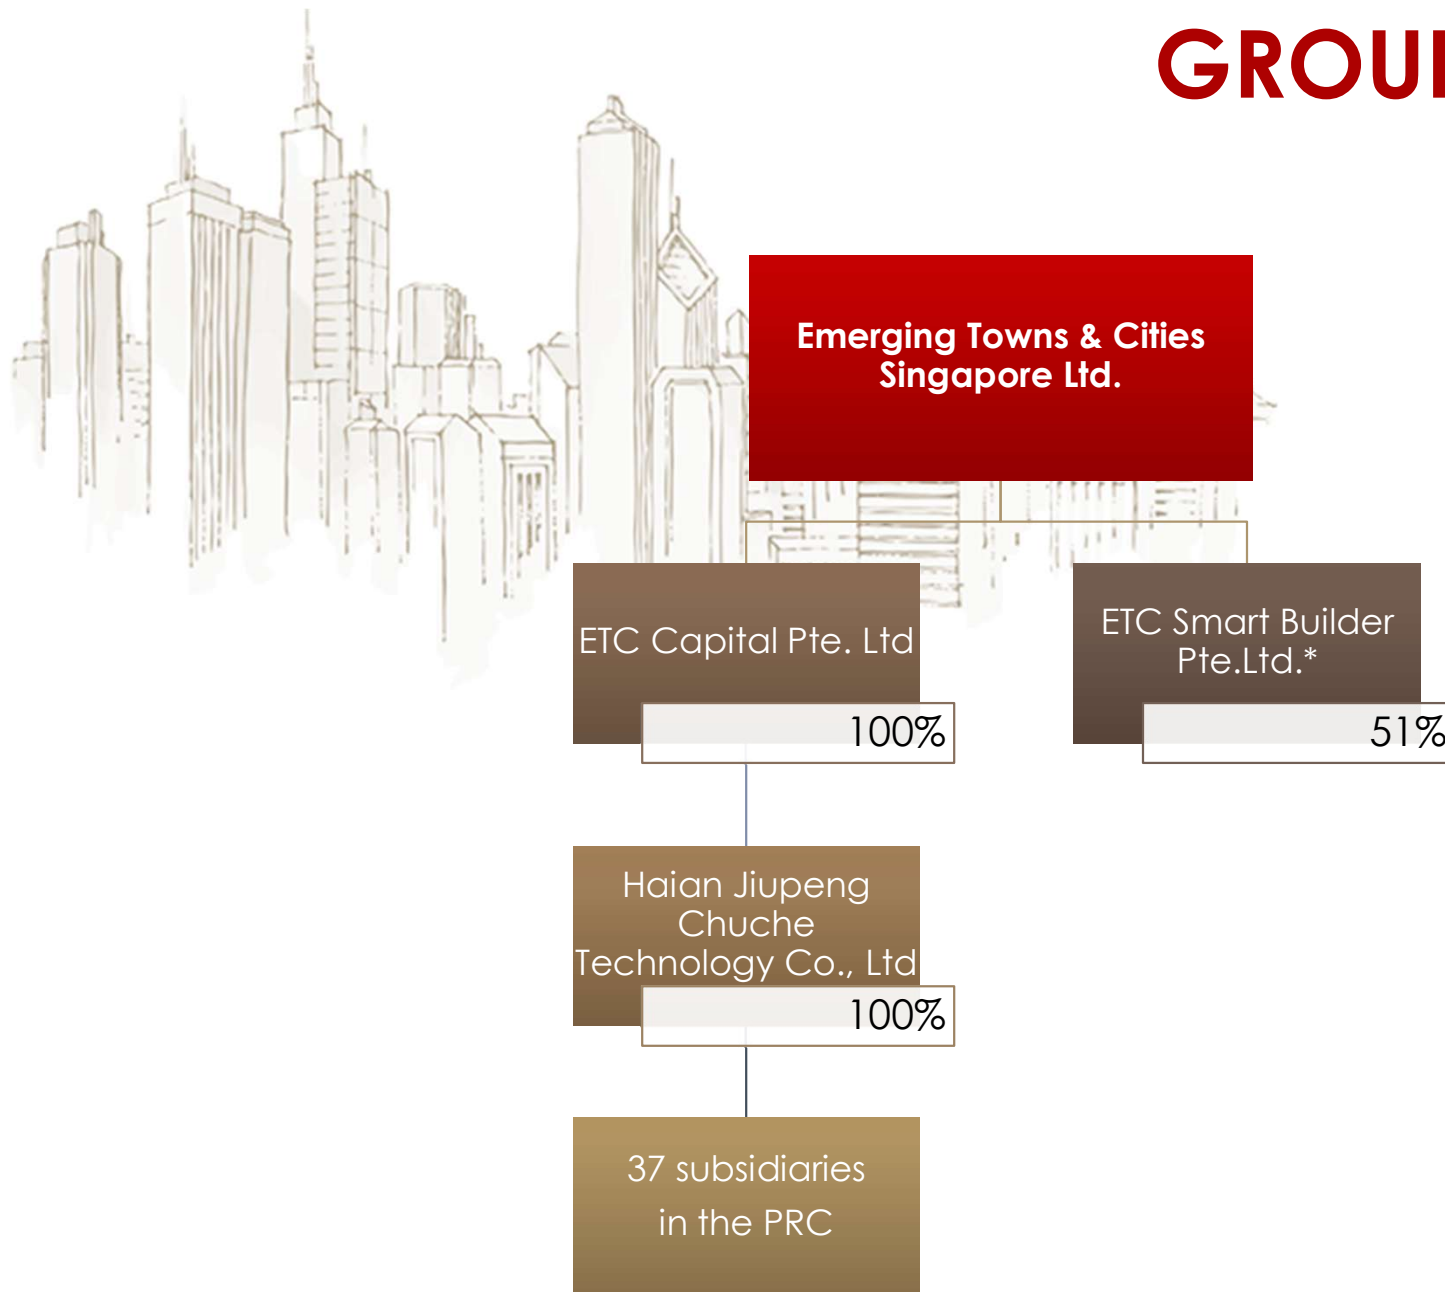 GROUP
Emerging Towns & Cities
Singapore Ltd.
ETC Capital Pte. Ltd
100%
ETC Smart Builder
Pte.Ltd.*
51%
Haian Jiupeng
Chuche
Technology Co., Ltd
100%
37 subsidiaries
in the PRC